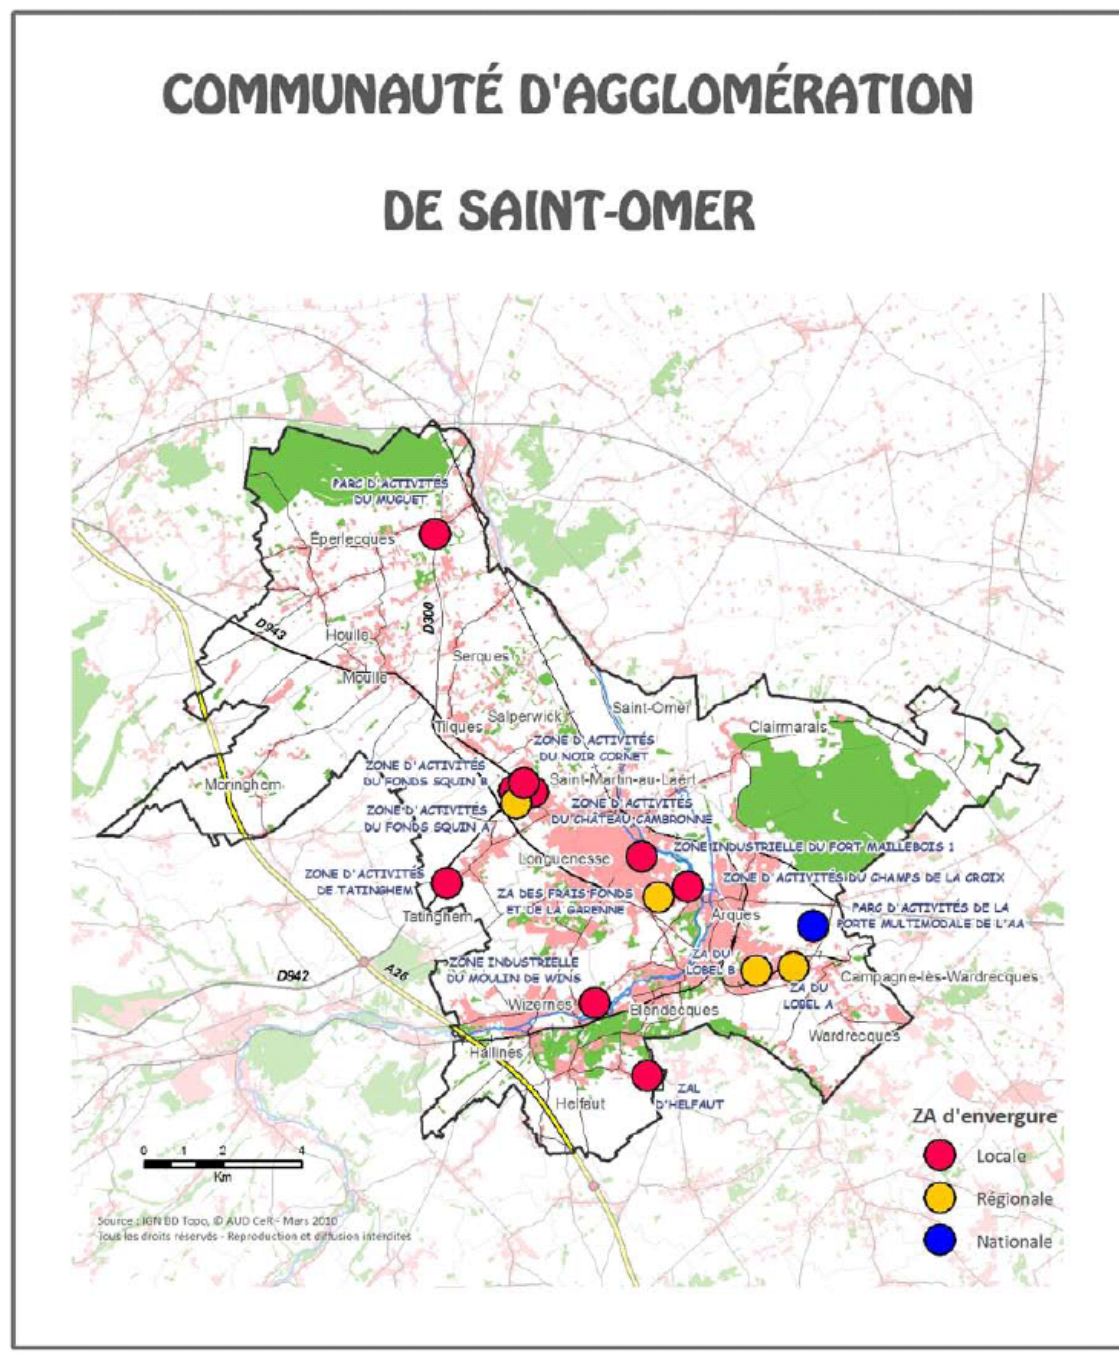 COMMUNAUTÉ D'AGGLOMÉRATION
DE SAINT-OMER
PARC D'ACTIVITÉS
DU MUGUET
Éperlecques
D943
D300
Houlle
Serques
Moulle
Salperwick
Saint-Omer
Tilques
Clairmarais
ZONE D'ACTIVITÉS
DU NOIR CORNET
ZONE D'ACTIVITÉS
DU FONDS SQUIN B
Saint-Martin-au-Laërt
Moringhem
ZONE D'ACTIVITÉS
DU FONDS SQUIN A
ZONE D'ACTIVITÉS
DU CHÂTEAU CAMBRONNE
ZONE INDUSTRIELLE DU FORT MAILLEBOIS 1
Longuenesse
ZONE D'ACTIVITÉS
DE TATINGHEM
ZONE D'ACTIVITÉS DU CHAMPS DE LA CROIX
ZA DES FRAIS FONDS
ET DE LA GARENNE
Tatinghem
Arques
PARC D'ACTIVITÉS DE LA
PORTE MULTIMODALE DE L'AA
ZA DU
LOBEL B
ZONE INDUSTRIELLE
DU MOULIN DE WINS
D942
A26
Campagne-lès-Wardrecques
ZA DU
LOBEL A
Wizernes
Blendecques
Wardrecques
Hallines
ZAL
D'HELFAUT
Helfaut
ZA d'envergure
Locale
Régionale
Nationale
0 1 2 4
Km
Source : IGN BD Topo, © AUD CeR - Mars 2010
Tous les droits réservés - Reproduction et diffusion interdites